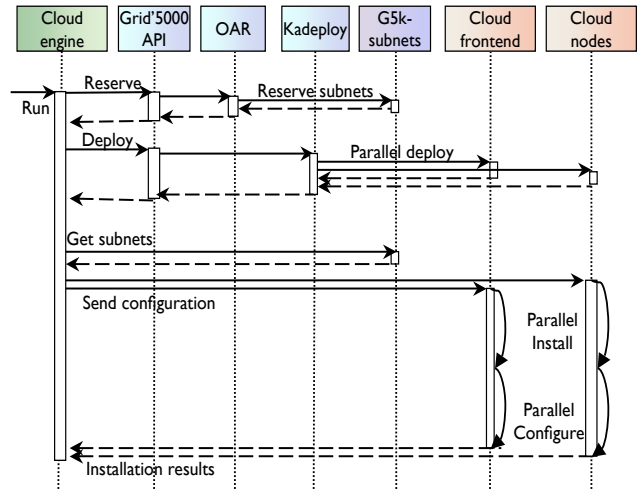 Cloud
engine
Grid'5000
API
OAR
Kadeploy
G5k-
subnets
Cloud
frontend
Cloud
nodes
Run
Reserve
Reserve subnets
Deploy
Parallel deploy
Get subnets
Send configuration
Parallel
Install
Parallel
Configure
Installation results